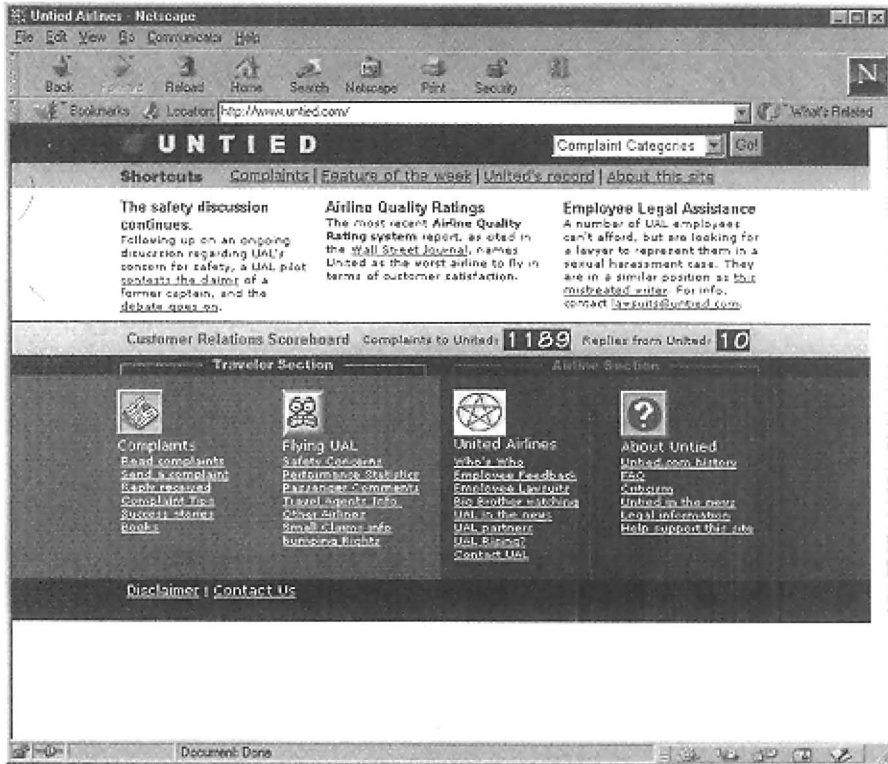 Untied Airlines - Netscape
File Edit View Go Communicator Help
Back Reload Home Search Netscape Print Security
Bookmarks Location: http://www.untied.com/ What's Related
UNTIED Complaint Categories Go!
Shortcuts Complaints | Feature of the week | United's record | About this site
The safety discussion
continues.
Following up on an ongoing
discussion regarding UAL's
concern for safety, a UAL pilot
contests the claims of a
former captain, and the
debate goes on.
Airline Quality Ratings
The most recent Airline Quality
Rating system report, as cited in
the Wall Street Journal, names
United as the worst airline to fly in
terms of customer satisfaction.
Employee Legal Assistance
A number of UAL employees
can't afford, but are looking for
a lawyer to represent them in a
sexual harassment case. They
are in a similar position as this
mistreated writer. For info,
contact lawsuits@untied.com.
Customer Relations Scoreboard Complaints to United: 1189 Replies from United: 10
Traveler Section
Airline Section
Complaints
Read complaints
Send a complaint
Reply received
Complaint Tips
Success stories
Books
Flying UAL
Safety Concerns
Performance Statistics
Passenger Comments
Travel Agents Info
Other Airlines
Small Claims info
bumping Rights
United Airlines
Who's Who
Employee Feedback
Employee Lawsuits
Big Brother watching
UAL in the news
UAL partners
UAL Rising?
Contact UAL
About Untied
Untied.com history
FAQ
Criticism
Untied in the news
Legal information
Help support this site
Disclaimer | Contact Us
Document: Done